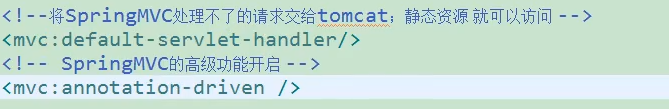 <!--将SpringMVC处理不了的请求交给tomcat；静态资源 就可以访问 -->
<mvc:default-servlet-handler/>
<!-- SpringMVC的高级功能开启 -->
<mvc:annotation-driven />